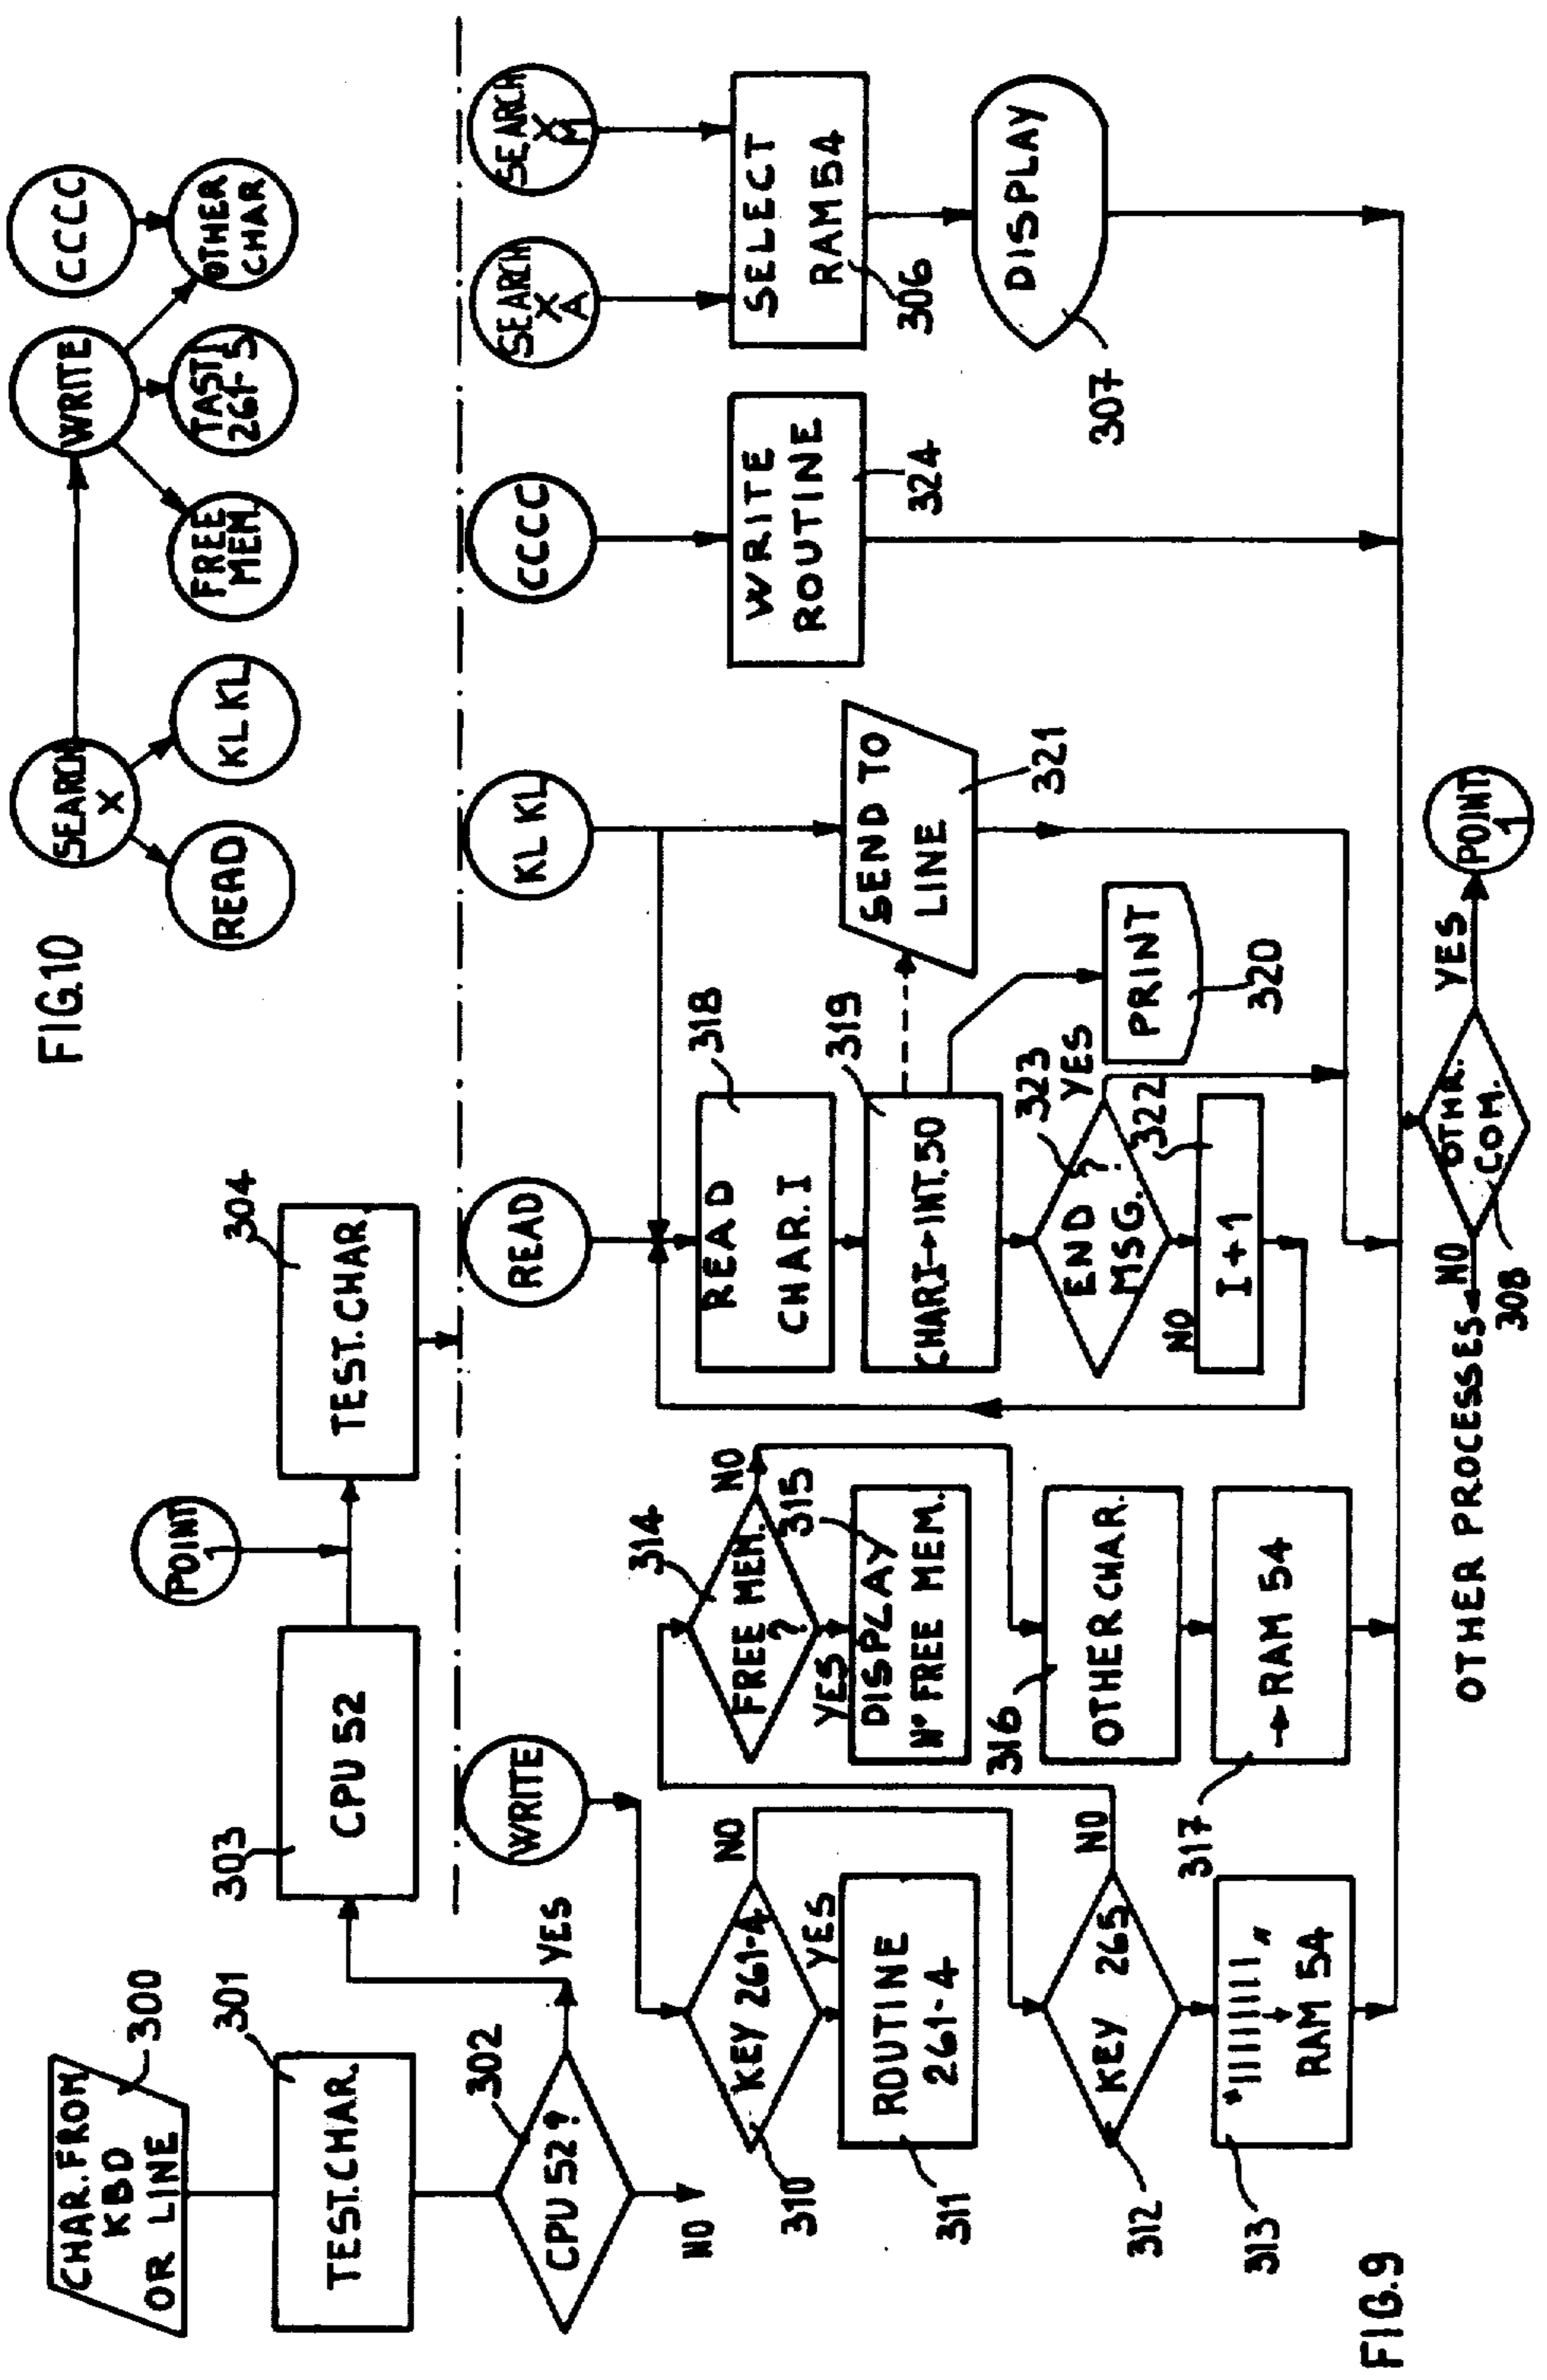 FIG.10
SEARCH
X
WRITE
CCCC
READ
KL KL
FREE
MEM.
TASTI
261-5
OTHER
CHAR
CHAR.FROM
KBD
OR LINE
300
TEST.CHAR.
301
CPU 52?
302
YES
NO
303
CPU 52
POINT
1
304
TEST.CHAR.
WRITE
READ
KL KL
CCCC
SEARCH
X
A
SEARCH
X
M
KEY 261-4
310
NO
YES
ROUTINE
261-4
311
KEY 265
312
NO
"||||||||"
→
RAM 54
313
FREE MEM.
?
314
NO
YES
315
DISPLAY
N° FREE MEM.
316
OTHER CHAR.
→ RAM 54
317
READ
CHAR. I
318
CHARI→INT.50
319
END ?
MSG.
323
YES
NO
322
I + 1
SEND TO
LINE
321
PRINT
320
WRITE
ROUTINE
324
SELECT
RAM 54
306
DISPLAY
307
OTHR.
COM.
308
YES
POINT
1
NO
OTHER PROCESSES
FIG.9